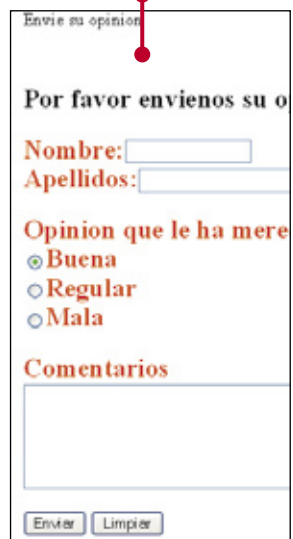 Envie su opinion
Por favor envienos su o
Nombre:
Apellidos:
Opinion que le ha mere
Buena
Regular
Mala
Comentarios
Enviar Limpiar